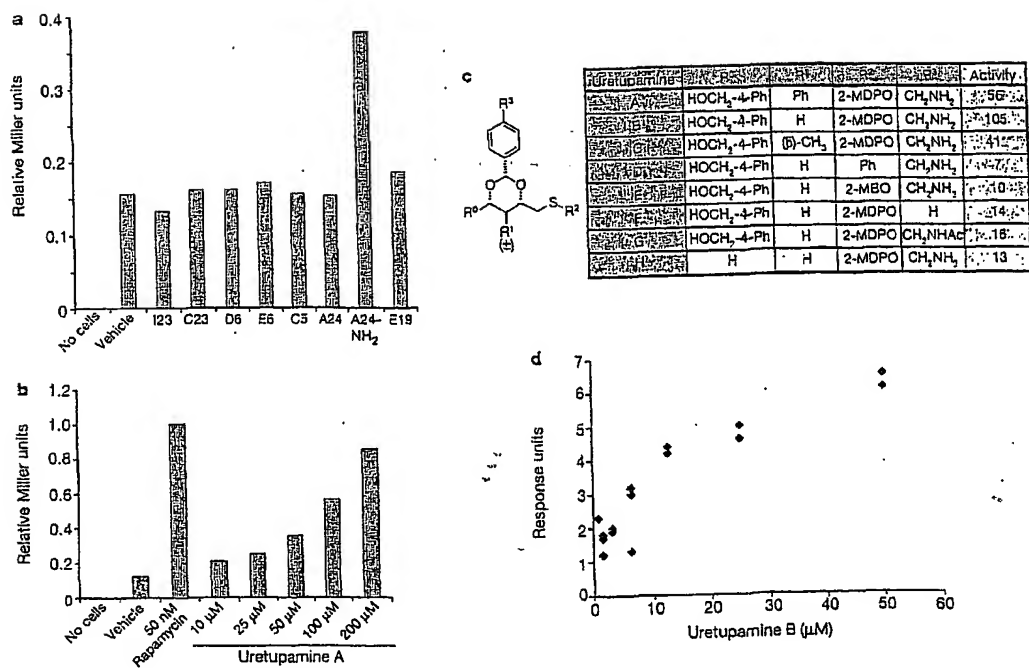 a
Relative Miller units
0.4
0.3
0.2
0.1
0
No cells
Vehicle
I23
C23
D6
E6
C5
A24
A24-NH₂
E19
b
Relative Miller units
1.2
1.0
0.8
0.6
0.4
0.2
0
No cells
Vehicle
50 nM Rapamycin
10 µM
25 µM
50 µM
100 µM
200 µM
Uretupamine A
c
R³
O O
R⁰
R¹
(±)
S R²
Uretupamine Activity
HOCH₂-4-Ph Ph 2-MDPO CH₂NH₂ 56
HOCH₂-4-Ph H 2-MDPO CH₂NH₂ 105
HOCH₂-4-Ph (β)-CH₃ 2-MDPO CH₂NH₂ 41
HOCH₂-4-Ph H Ph CH₂NH₂ 7
HOCH₂-4-Ph H 2-MBO CH₂NH₂ 10
HOCH₂-4-Ph H 2-MDPO H 14
G HOCH₂-4-Ph H 2-MDPO CH₂NHAc 16
H H H 2-MDPO CH₂NH₂ 13
d
Response units
7
6
5
4
3
2
1
0
0 10 20 30 40 50 60
Uretupamine B (µM)